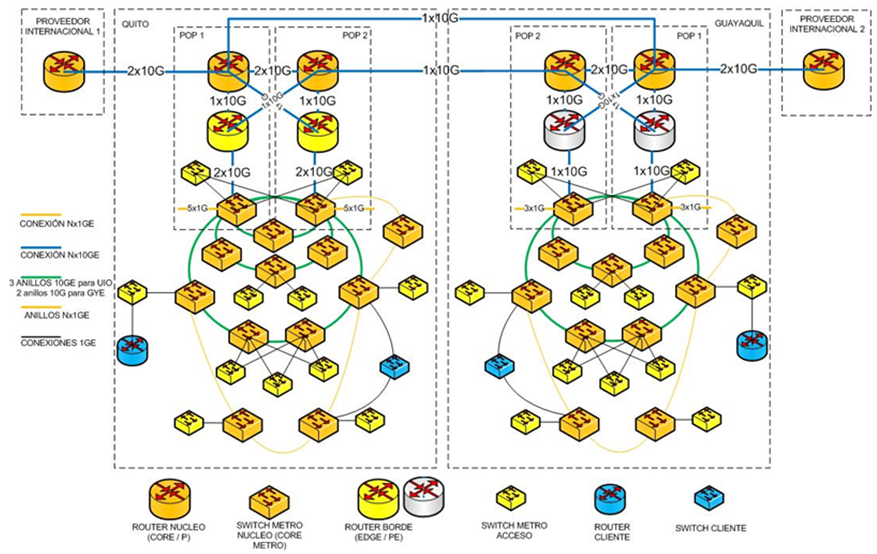 PROVEEDOR
INTERNACIONAL 1
QUITO
1x10G
GUAYAQUIL
PROVEEDOR
INTERNACIONAL 2
POP 1
POP 2
POP 2
POP 1
2x10G
2x10G
1x10G
2x10G
2x10G
1x10G
1x10G
1x10G
1x10G
1x10G
1x10G
2x10G
2x10G
1x10G
1x10G
5x1G
5x1G
3x1G
3x1G
CONEXIÓN Nx1GE
CONEXIÓN Nx10GE
3 ANILLOS 10GE para UIO
2 anillos 10G para GYE
ANILLOS Nx1GE
CONEXIONES 1GE
ROUTER NUCLEO
(CORE / P)
SWITCH METRO
NUCLEO (CORE
METRO)
ROUTER BORDE
(EDGE / PE)
SWITCH METRO
ACCESO
ROUTER
CLIENTE
SWITCH CLIENTE